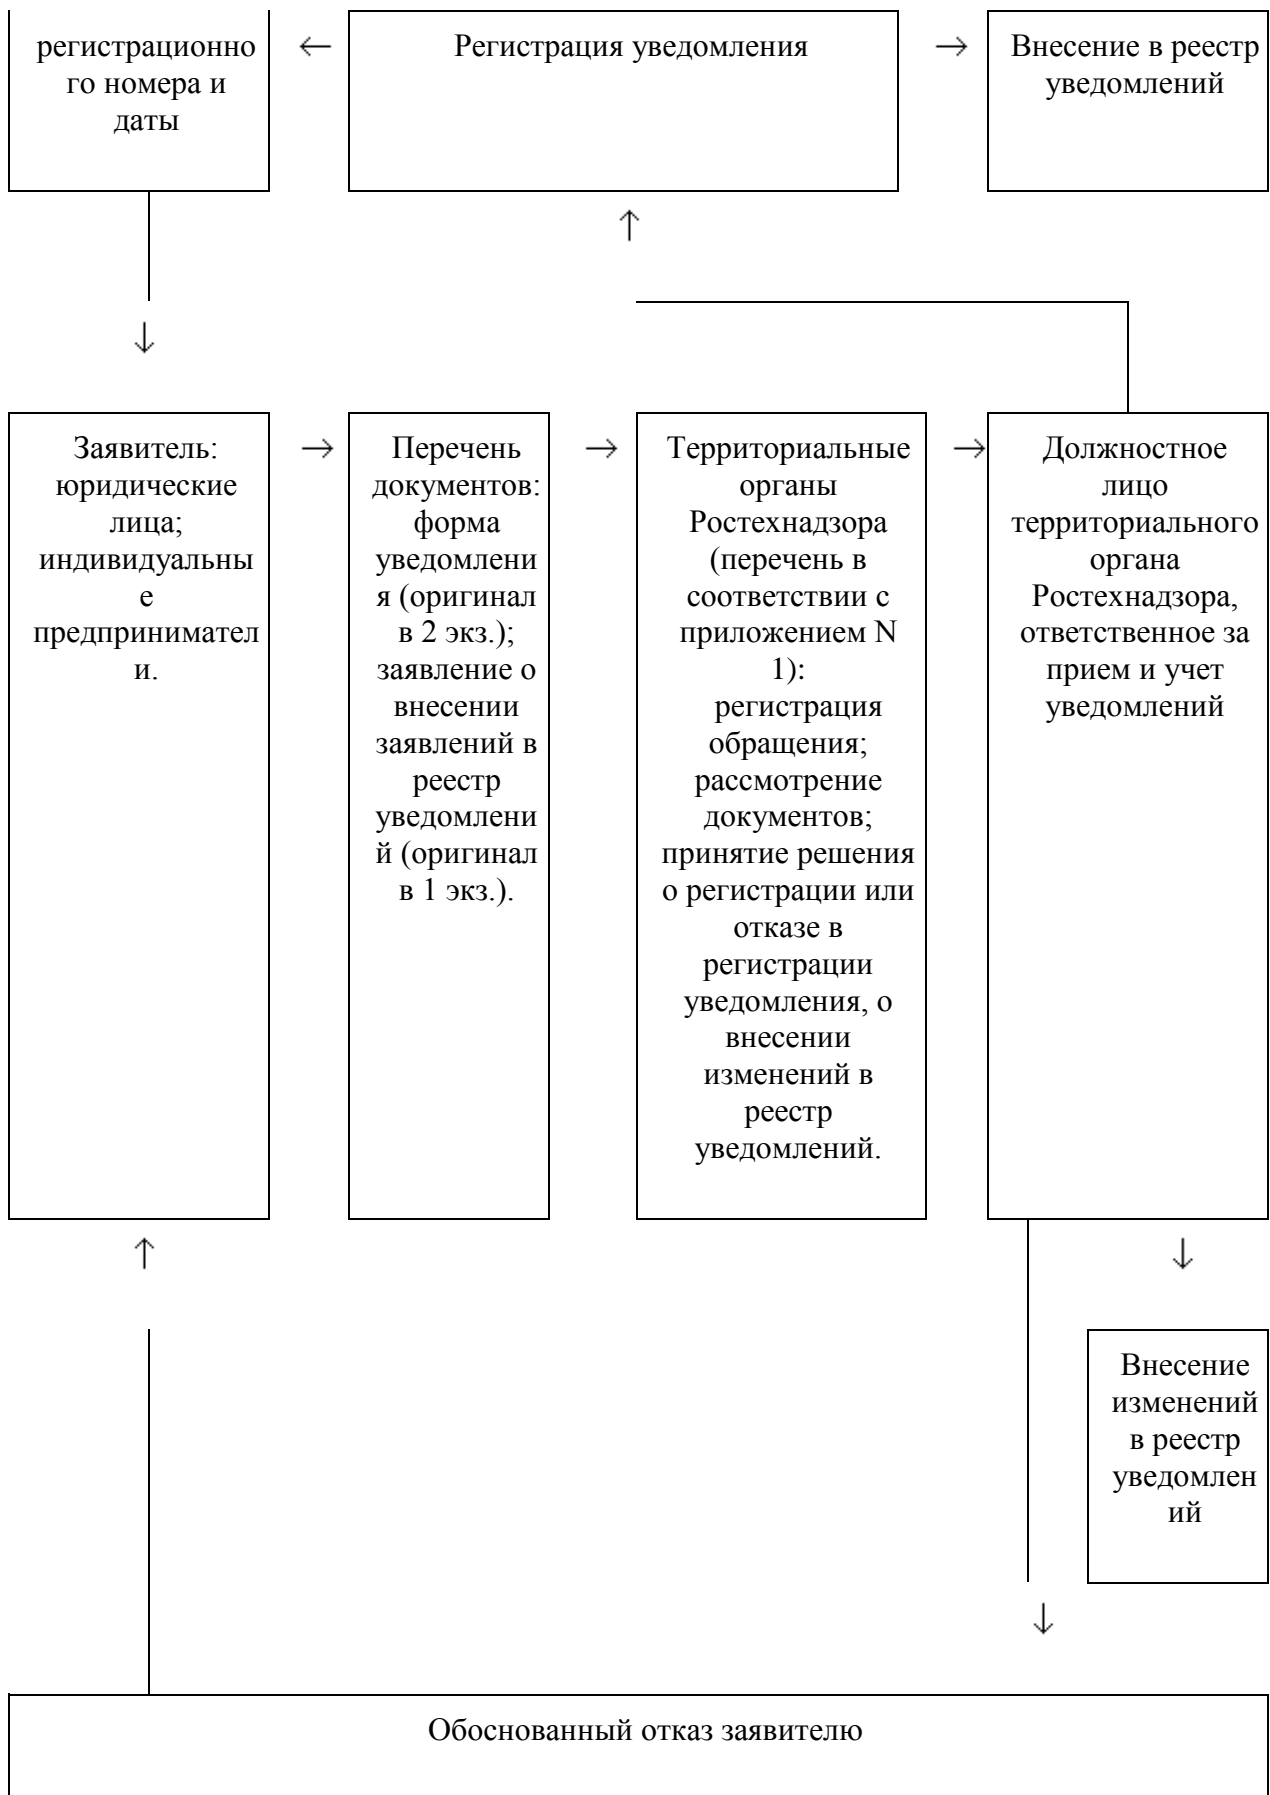 регистрационно
го номера и
даты
←
Регистрация уведомления
→
Внесение в реестр
уведомлений
↑
↓
Заявитель:
юридические
лица;
индивидуальны
е
предпринимател
и.
→
Перечень
документов:
форма
уведомлени
я (оригинал
в 2 экз.);
заявление о
внесении
заявлений в
реестр
уведомлени
й (оригинал
в 1 экз.).
→
Территориальные
органы
Ростехнадзора
(перечень в
соответствии с
приложением N
1):
регистрация
обращения;
рассмотрение
документов;
принятие решения
о регистрации или
отказе в
регистрации
уведомления, о
внесении
изменений в
реестр
уведомлений.
→
Должностное
лицо
территориального
органа
Ростехнадзора,
ответственное за
прием и учет
уведомлений
↑
↓
Внесение
изменений
в реестр
уведомлен
ий
↓
Обоснованный отказ заявителю